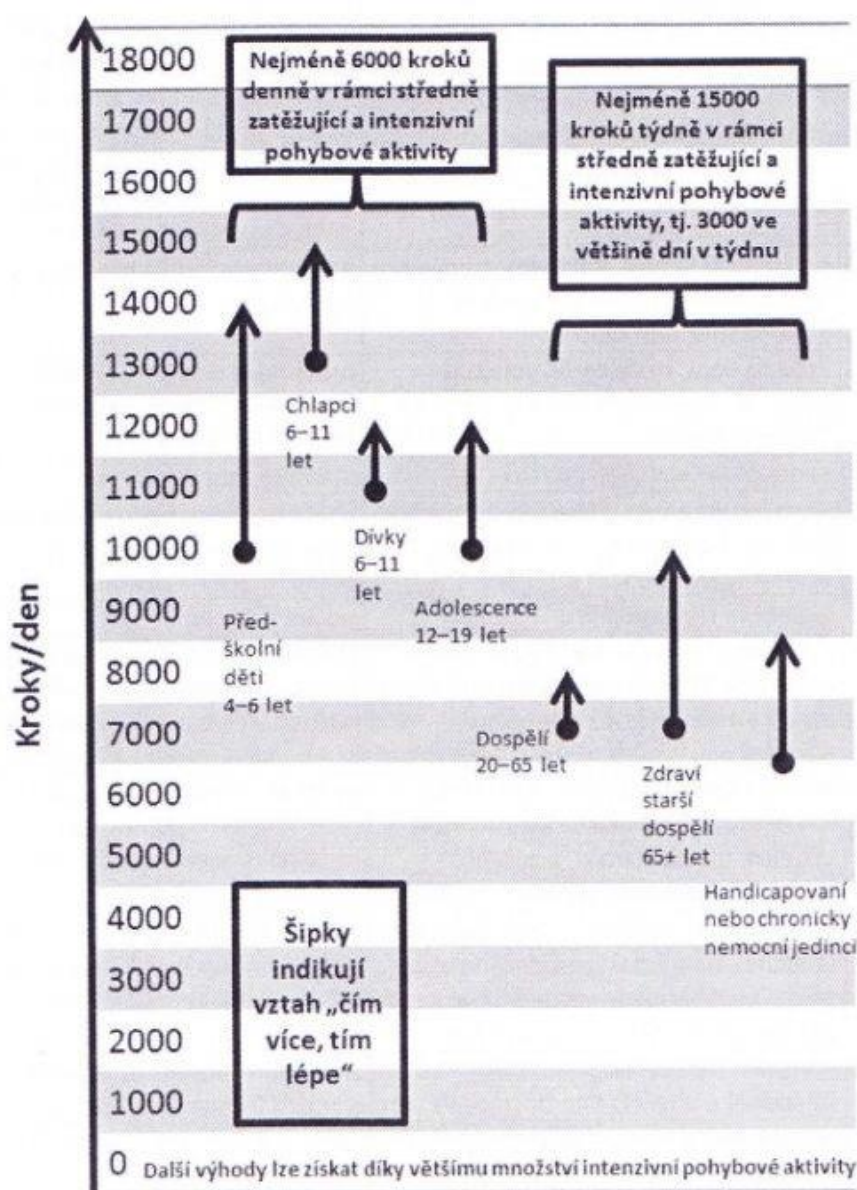 Kroky/den
18000
17000
16000
15000
14000
13000
12000
11000
10000
9000
8000
7000
6000
5000
4000
3000
2000
1000
0
Nejméně 6000 kroků
denně v rámci středně
zatěžující a intenzivní
pohybové aktivity
Nejméně 15000
kroků týdně v rámci
středně zatěžující a
intenzivní pohybové
aktivity, tj. 3000 ve
většině dní v týdnu
Chlapci
6–11
let
Dívky
6–11
let
Před-
školní
děti
4–6 let
Adolescence
12–19 let
Dospělí
20–65 let
Zdraví
starší
dospělí
65+ let
Handicapovaní
nebo chronicky
nemocní jedinci
Šipky
indikují
vztah „čím
více, tím
lépe“
Další výhody lze získat díky většímu množství intenzivní pohybové aktivity